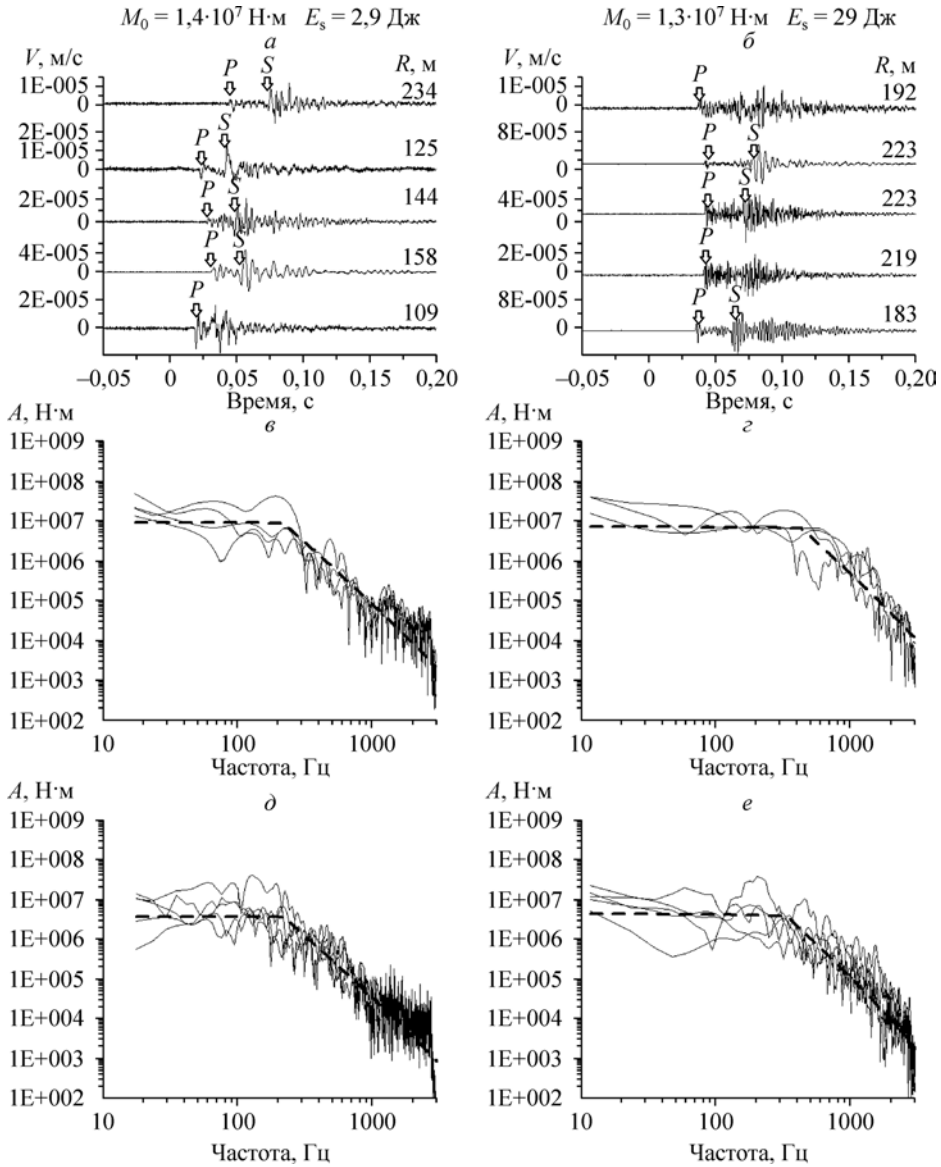 M₀ = 1,4·10⁷ Н·м E_s = 2,9 Дж
а
V, м/с
R, м
1E-005
0
P
S
234
2E-005
1E-005
0
P
S
125
2E-005
0
P
S
144
4E-005
0
P
S
158
2E-005
0
P
109
–0,05 0 0,05 0,10 0,15 0,20
Время, с
M₀ = 1,3·10⁷ Н·м E_s = 29 Дж
б
V, м/с
R, м
1E-005
0
P
192
8E-005
0
P
S
223
4E-005
0
P
S
223
2E-005
0
P
219
8E-005
0
P
S
183
–0,05 0 0,05 0,10 0,15 0,20
Время, с
A, Н·м
в
1E+009
1E+008
1E+007
1E+006
1E+005
1E+004
1E+003
1E+002
10 100 1000
Частота, Гц
A, Н·м
г
1E+009
1E+008
1E+007
1E+006
1E+005
1E+004
1E+003
1E+002
10 100 1000
Частота, Гц
A, Н·м
д
1E+009
1E+008
1E+007
1E+006
1E+005
1E+004
1E+003
1E+002
10 100 1000
Частота, Гц
A, Н·м
е
1E+009
1E+008
1E+007
1E+006
1E+005
1E+004
1E+003
1E+002
10 100 1000
Частота, Гц